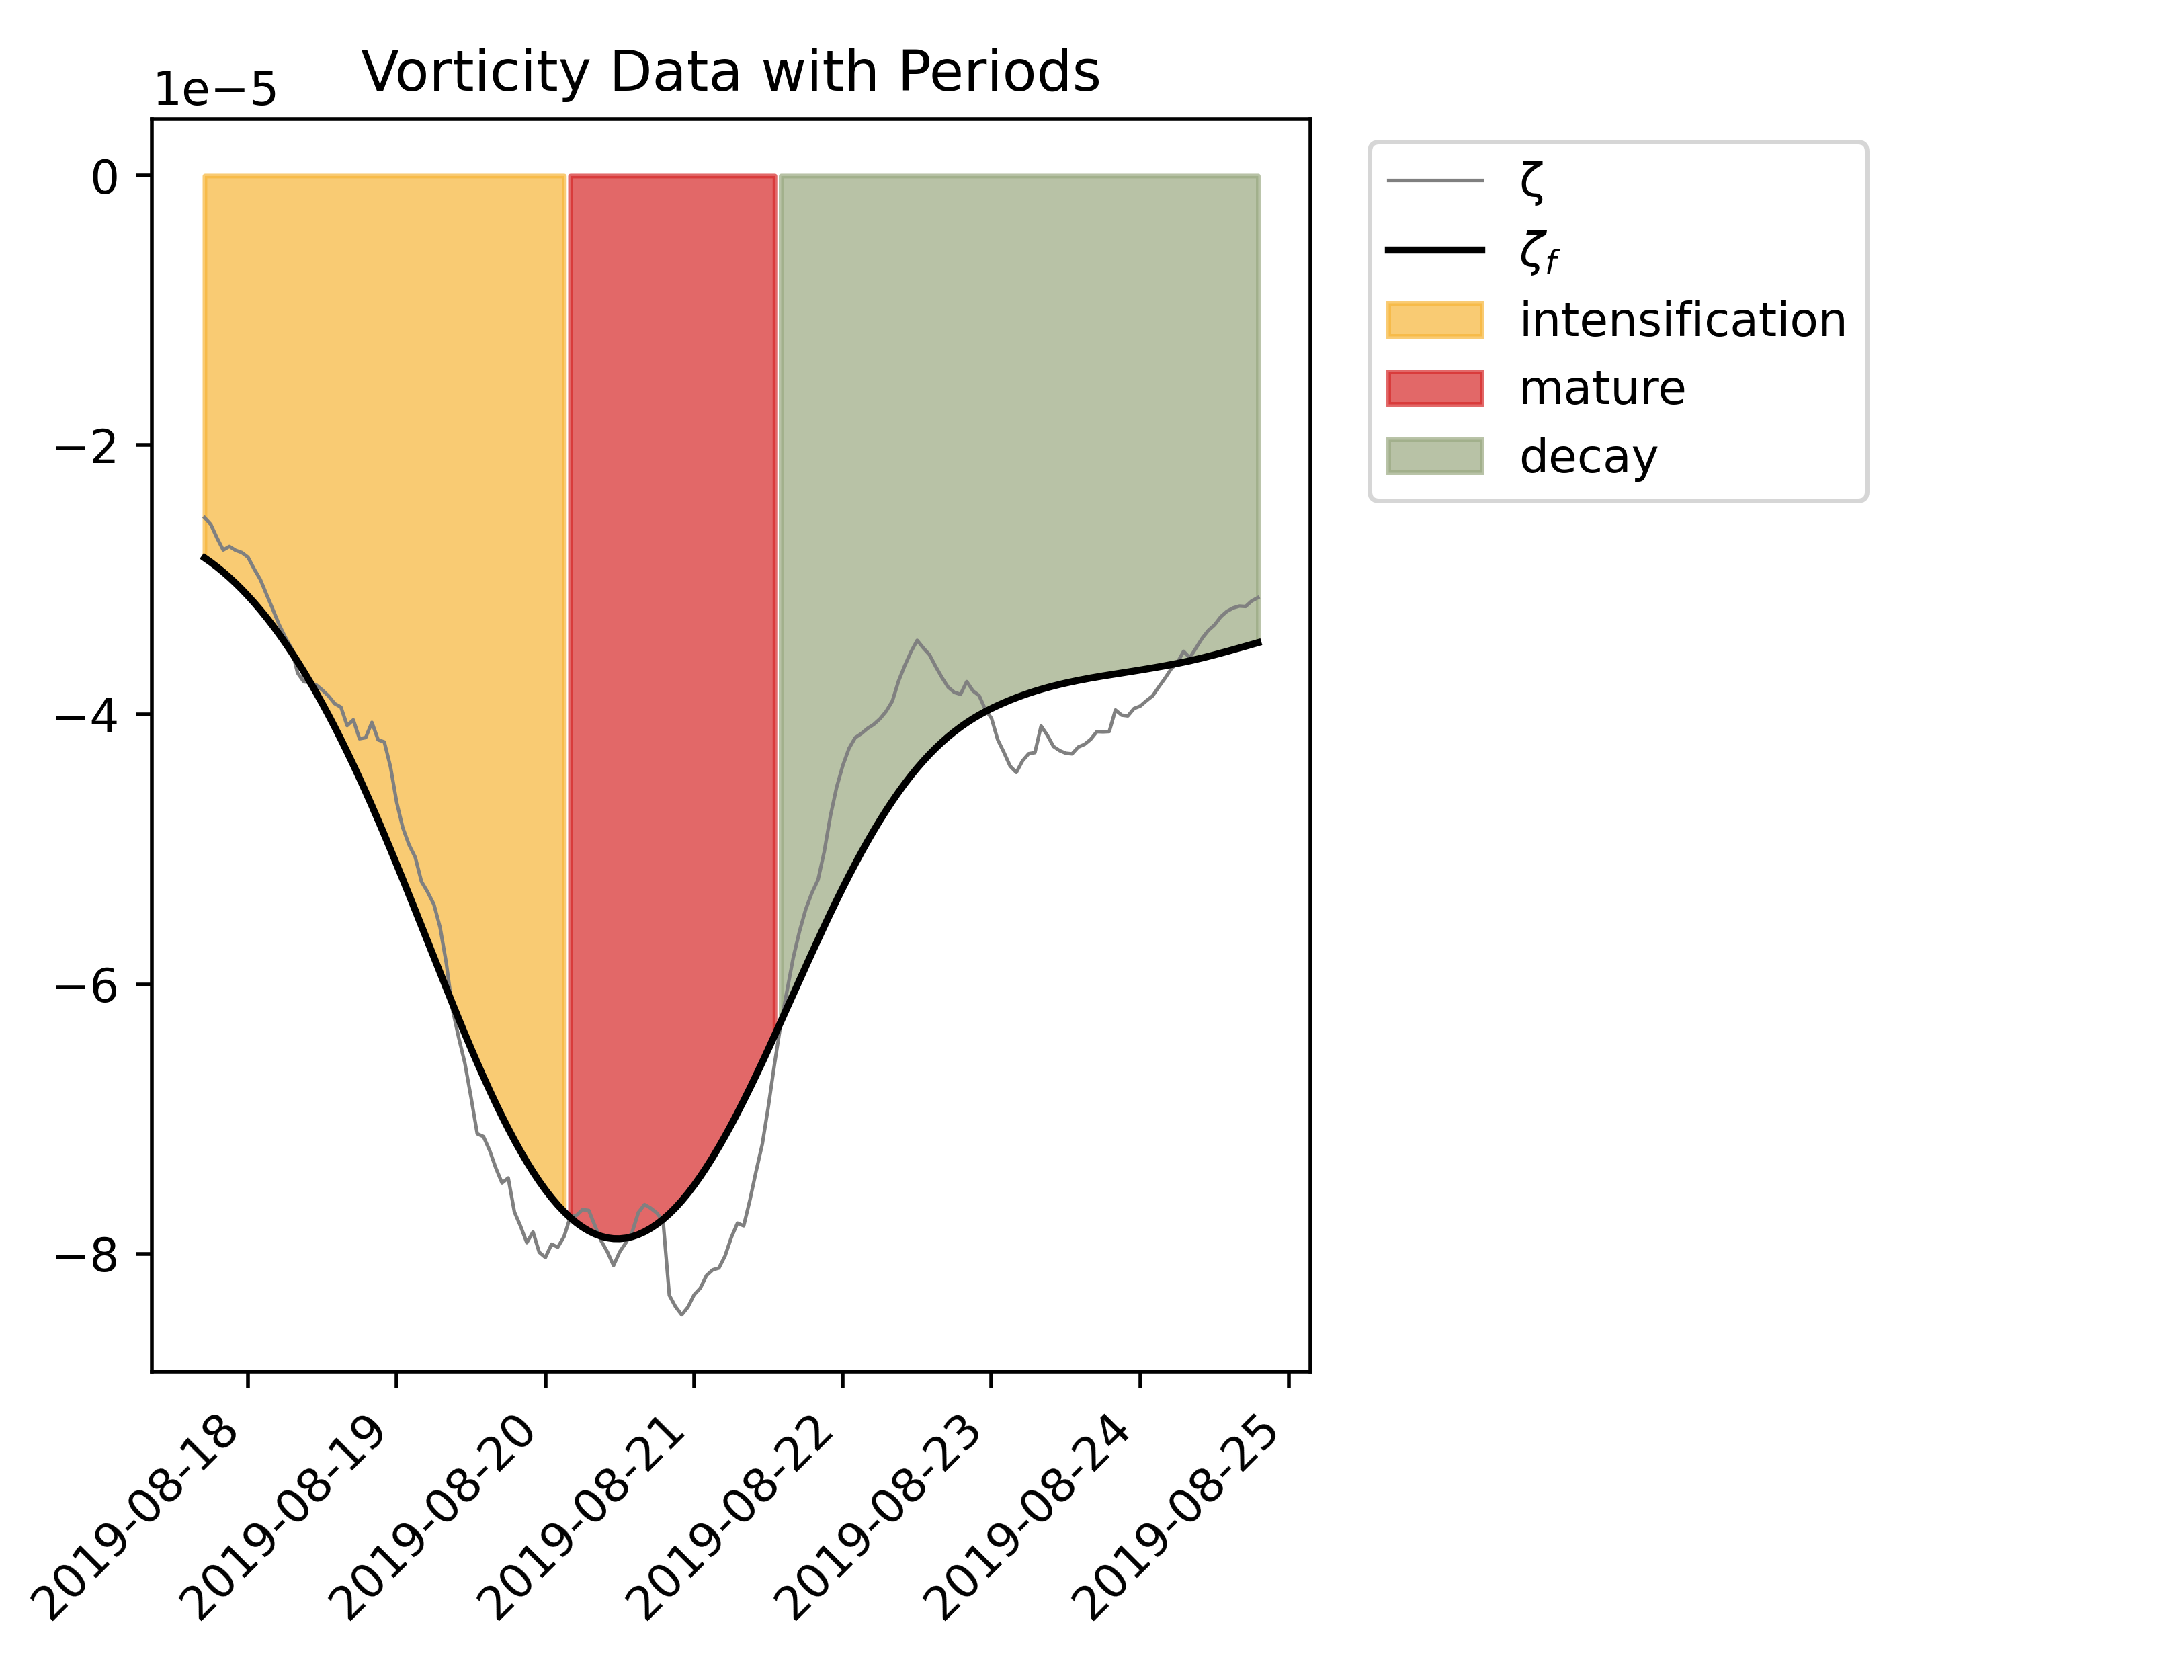 Vorticity Data with Periods
1e−5
0
−2
−4
−6
−8
2019-08-18
2019-08-19
2019-08-20
2019-08-21
2019-08-22
2019-08-23
2019-08-24
2019-08-25
ζ
ζf
intensification
mature
decay